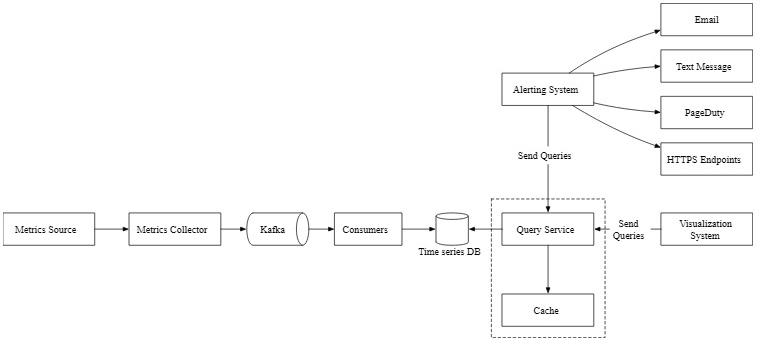 Email
Text Message
Alerting System
PagerDuty
HTTPS Endpoints
Send Queries
Metrics Source
Metrics Collector
Kafka
Consumers
Time series DB
Query Service
Send
Queries
Visualization
System
Cache